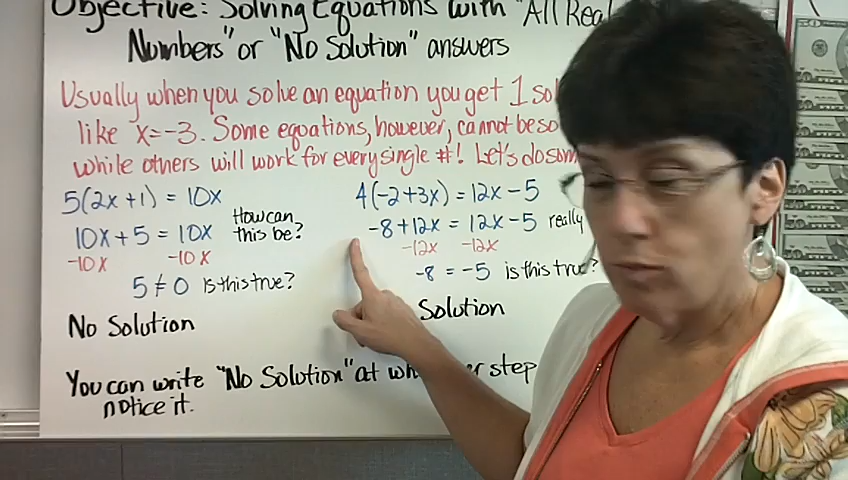 Objective: Solving Equations with "All Real
Numbers" or "No Solution" answers
Usually when you solve an equation you get 1
like x=-3. Some equations, however, cannot be
while others will work for every single #! Let's do
5(2x+1) = 10x
10x+5 = 10x
-10x -10x
5 ≠ 0 Is this true?
How can
this be?
No Solution
4(-2+3x) = 12x-5
-8+12x = 12x-5 really
-12x -12x
-8 = -5 is this true?
Solution
You can write "No Solution" at step
notice it.